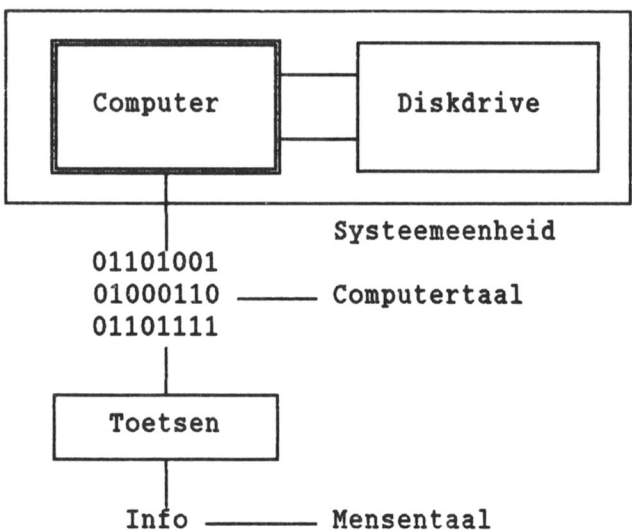 Computer Diskdrive
Systeemeenheid
01101001
01000110 Computertaal
01101111
Toetsen
Info Mensentaal